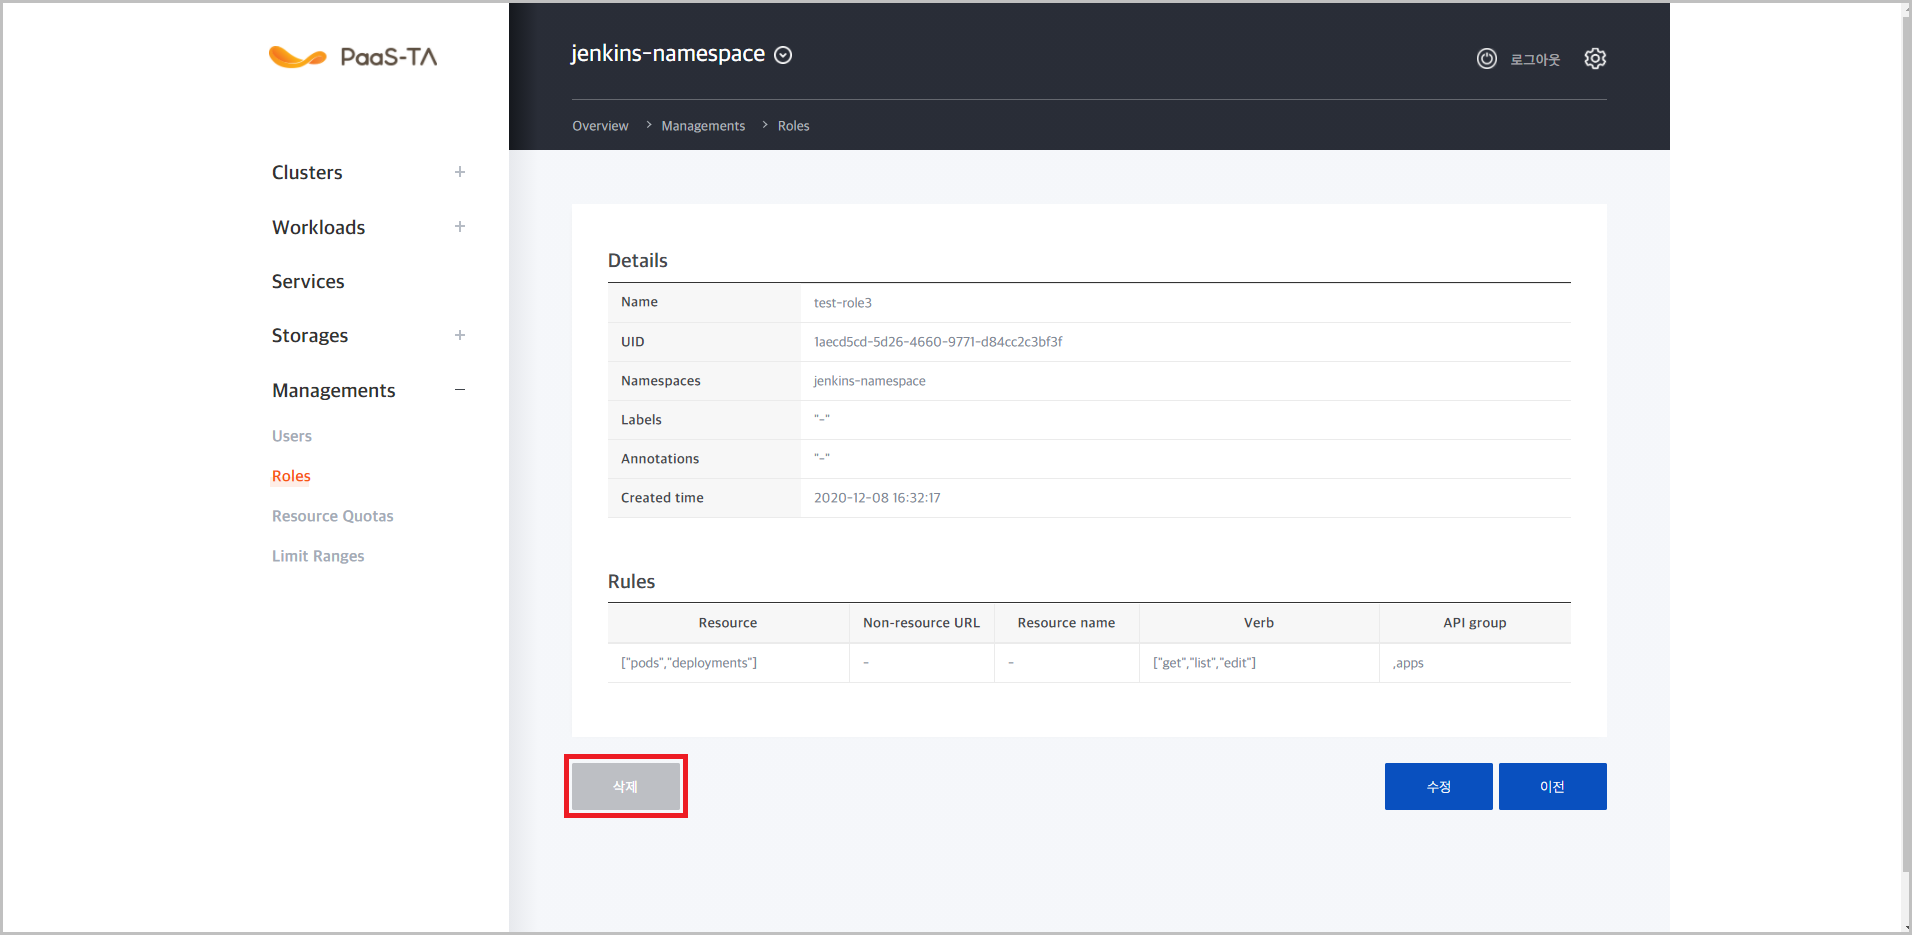 PaaS-TA
jenkins-namespace
로그아웃
Overview > Managements > Roles
Clusters +
Workloads +
Services
Storages +
Managements −
Users
Roles
Resource Quotas
Limit Ranges
Details
Name test-role3
UID 1aecd5cd-5d26-4660-9771-d84cc2c3bf3f
Namespaces jenkins-namespace
Labels "-"
Annotations "-"
Created time 2020-12-08 16:32:17
Rules
Resource Non-resource URL Resource name Verb API group
["pods","deployments"] - - ["get","list","edit"] ,apps
삭제 수정 이전